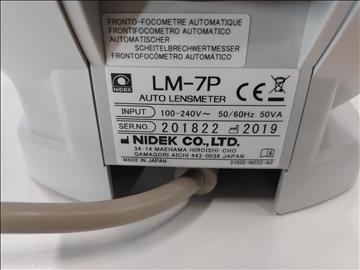 FRONTO-FOCOMETRE AUTOMATIQUE
FRONTIFOCOMETRO AUTOMATICO
AUTOMATISCHER
SCHEITELBRECHWERTMESSER
FRONTOFOCÓMETRO AUTOMÁTICO
NIDEK
LM-7P
CE
AUTO LENSMETER
INPUT 100-240V~ 50/60Hz 50VA
SER.NO. 201822 2019
NIDEK CO.,LTD.
34-14 MAEHAMA HIROISHI-CHO
GAMAGORI AICHI 443-0038 JAPAN
MADE IN JAPAN